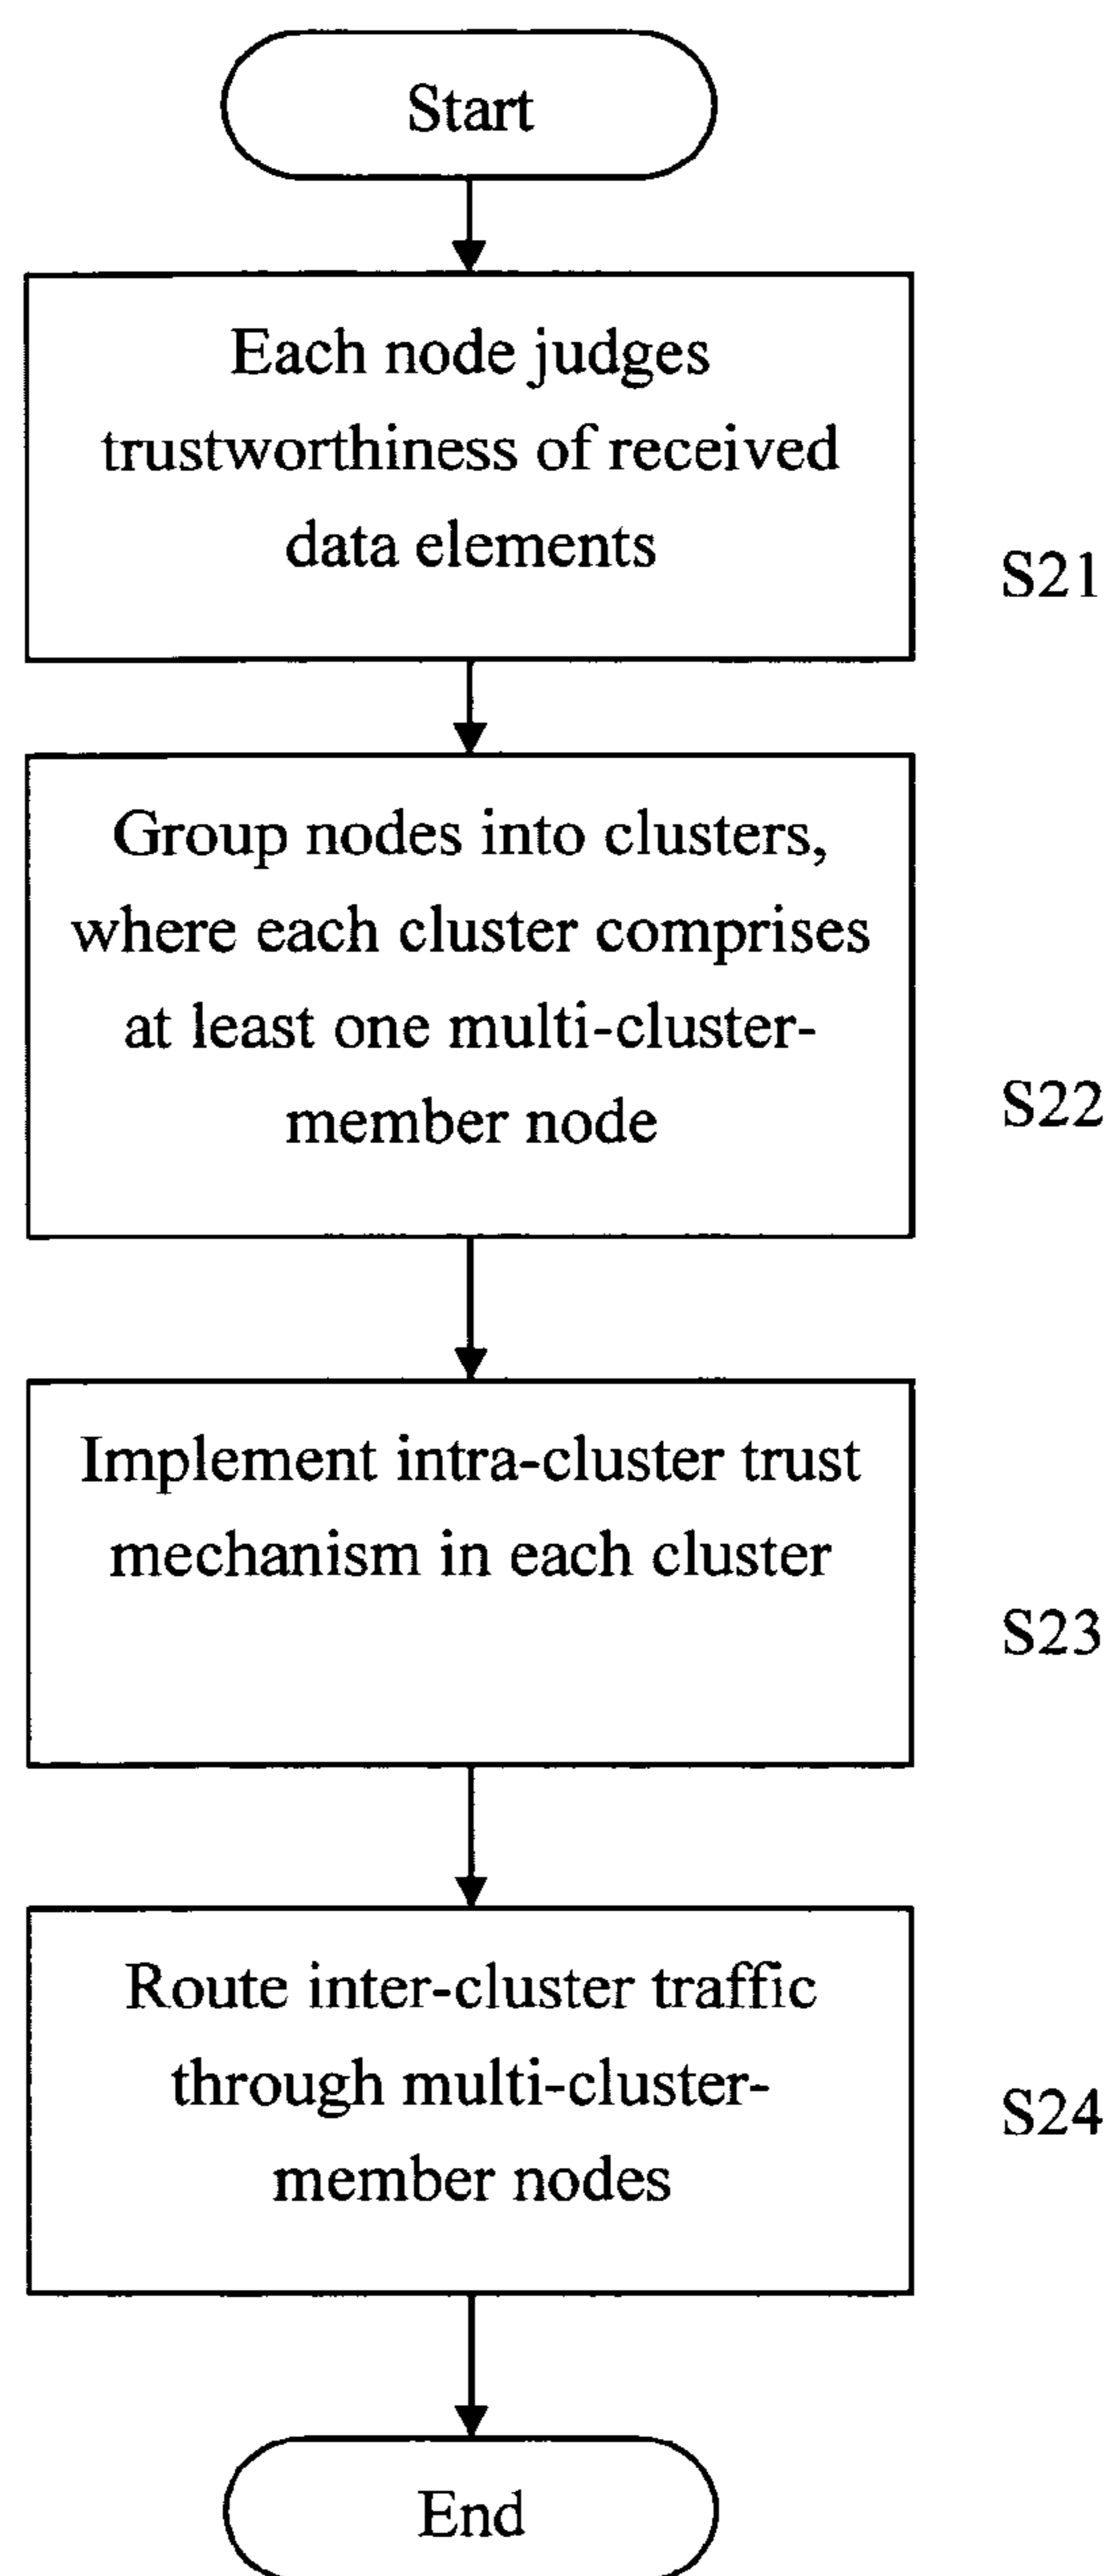 Start
Each node judges
trustworthiness of received
data elements
S21
Group nodes into clusters,
where each cluster comprises
at least one multi-cluster-
member node
S22
Implement intra-cluster trust
mechanism in each cluster
S23
Route inter-cluster traffic
through multi-cluster-
member nodes
S24
End